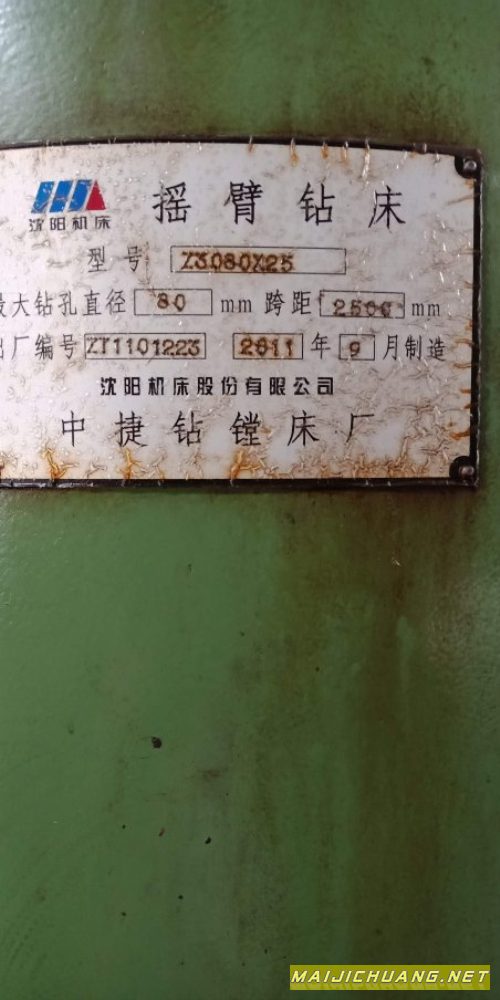 沈阳机床
摇臂钻床
型号 Z3080X25
最大钻孔直径 80 mm 跨距 2500 mm
出厂编号 ZT1101223 2011 年 9 月制造
沈阳机床股份有限公司
中捷钻镗床厂
MAIJICHUANG.NET